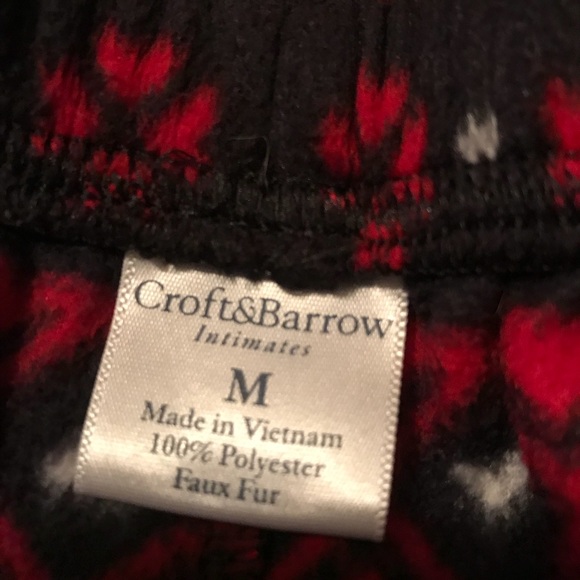 Croft&Barrow
Intimates
M
Made in Vietnam
100% Polyester
Faux Fur